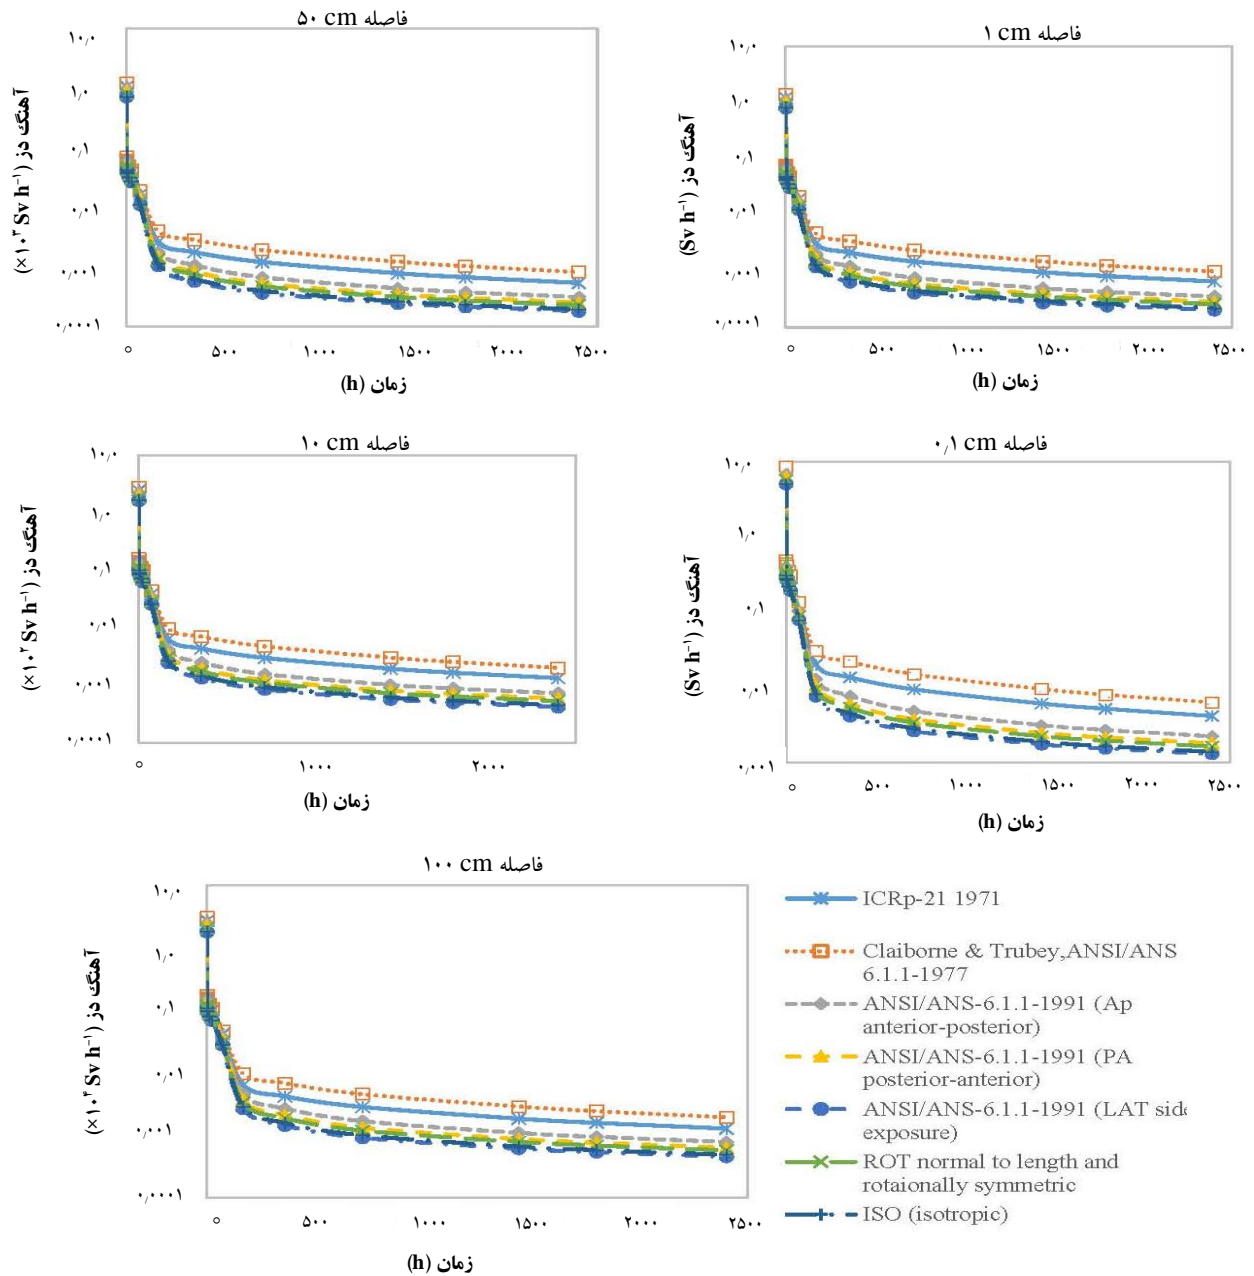 فاصله ۵۰ cm
آهنگ دز (×۱۰^۳ Sv h⁻¹)
۱۰٫۰
۱٫۰
۰٫۱
۰٫۰۱
۰٫۰۰۱
۰٫۰۰۰۱
۰ ۵۰۰ ۱۰۰۰ ۱۵۰۰ ۲۰۰۰ ۲۵۰۰
زمان (h)
فاصله ۱ cm
آهنگ دز (Sv h⁻¹)
۱۰٫۰
۱٫۰
۰٫۱
۰٫۰۱
۰٫۰۰۱
۰٫۰۰۰۱
۰ ۵۰۰ ۱۰۰۰ ۱۵۰۰ ۲۰۰۰ ۲۵۰۰
زمان (h)
فاصله ۱۰ cm
آهنگ دز (×۱۰^۲ Sv h⁻¹)
۱۰٫۰
۱٫۰
۰٫۱
۰٫۰۱
۰٫۰۰۱
۰٫۰۰۰۱
۰ ۱۰۰۰ ۲۰۰۰
زمان (h)
فاصله ۰٫۱ cm
آهنگ دز (Sv h⁻¹)
۱۰٫۰
۱٫۰
۰٫۱
۰٫۰۱
۰٫۰۰۱
۰ ۵۰۰ ۱۰۰۰ ۱۵۰۰ ۲۰۰۰ ۲۵۰۰
زمان (h)
فاصله ۱۰۰ cm
آهنگ دز (Sv h⁻¹
۱۰٫۰
۱٫۰
۰٫۱
۰٫۰۱
۰٫۰۰۱
۰٫۰۰۰۱
۰ ۵۰۰ ۱۰۰۰ ۱۵۰۰ ۲۰۰۰ ۲۵۰۰
زمان (h)
ICRp-21 1971
Claiborne & Trubey,ANSI/ANS
6.1.1-1977
ANSI/ANS-6.1.1-1991 (Ap
anterior-posterior)
ANSI/ANS-6.1.1-1991 (PA
posterior-anterior)
ANSI/ANS-6.1.1-1991 (LAT side
exposure)
ROT normal to length and
rotaionally symmetric
ISO (isotropic)